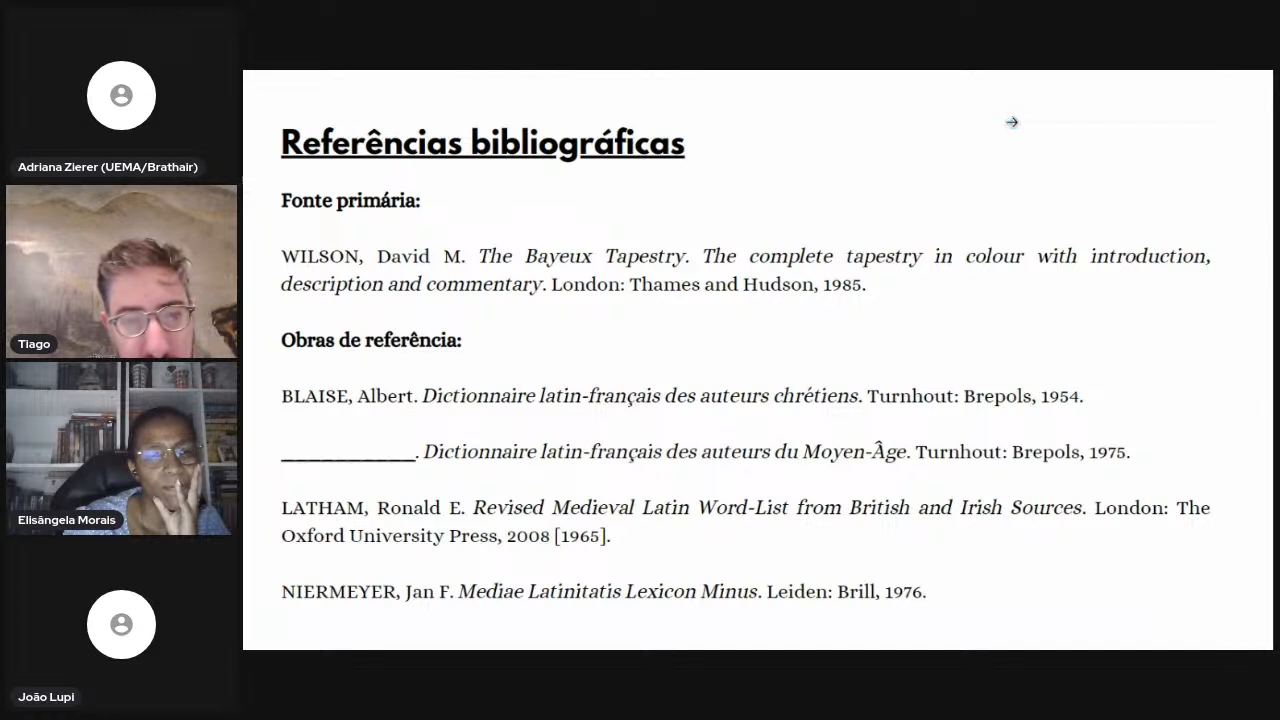 Adriana Zierer (UEMA/Brathair)
Tiago
Elisângela Morais
João Lupi
Referências bibliográficas
Fonte primária:
WILSON, David M. The Bayeux Tapestry. The complete tapestry in colour with introduction,
description and commentary. London: Thames and Hudson, 1985.
Obras de referência:
BLAISE, Albert. Dictionnaire latin-français des auteurs chrétiens. Turnhout: Brepols, 1954.
___________. Dictionnaire latin-français des auteurs du Moyen-Âge. Turnhout: Brepols, 1975.
LATHAM, Ronald E. Revised Medieval Latin Word-List from British and Irish Sources. London: The
Oxford University Press, 2008 [1965].
NIERMEYER, Jan F. Mediae Latinitatis Lexicon Minus. Leiden: Brill, 1976.